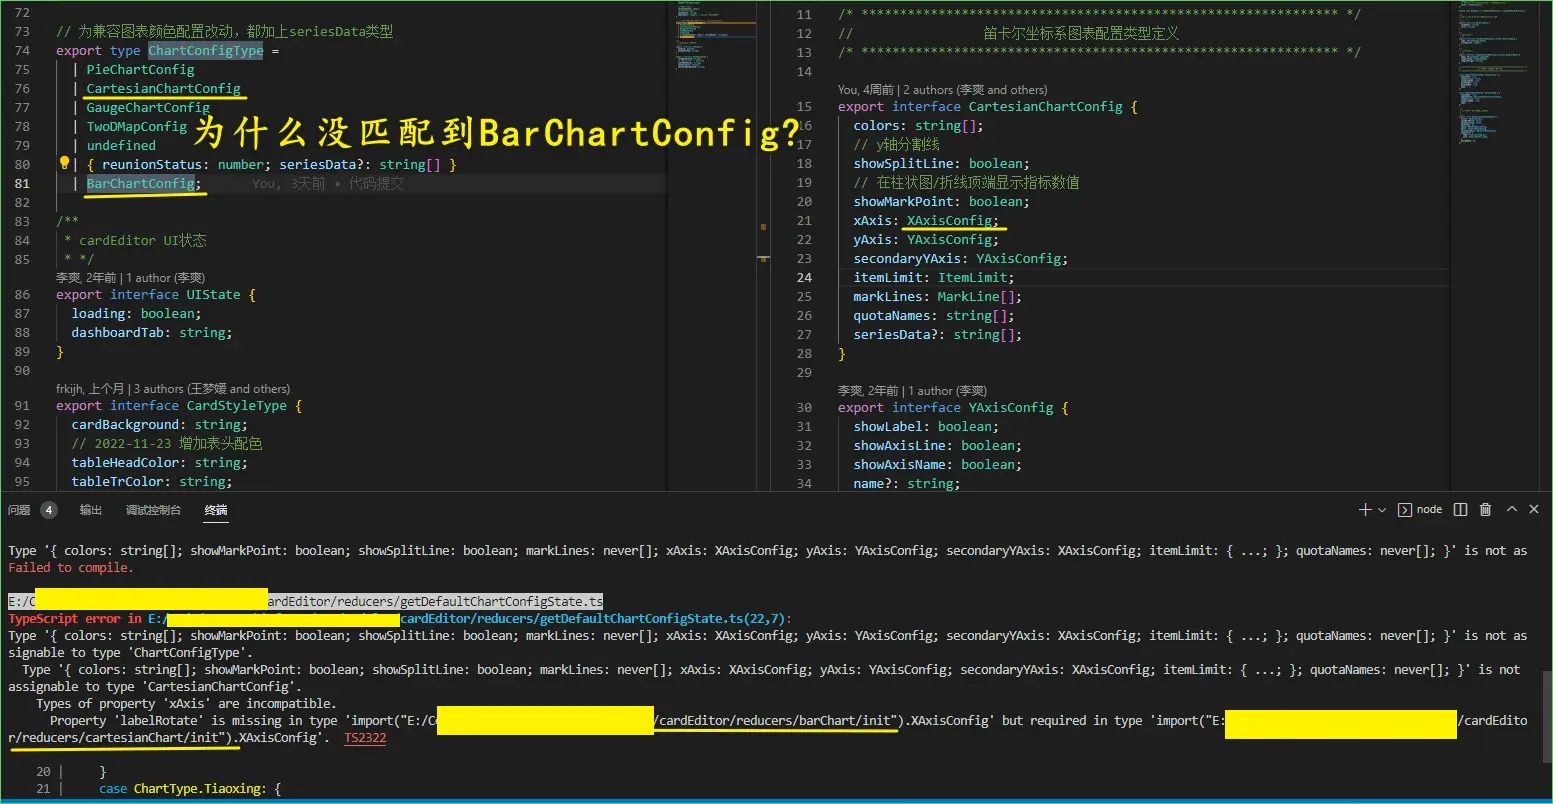 72
73 // 为兼容图表颜色配置改动，都加上seriesData类型
74 export type ChartConfigType =
75 | PieChartConfig
76 | CartesianChartConfig
77 | GaugeChartConfig
78 | TwoDMapConfig
79 | undefined
80 | { reunionStatus: number; seriesData?: string[] }
81 | BarChartConfig; You, 3天前 • 代码提交
82
83 /**
84 * cardEditor UI状态
85 * */
李爽, 2年前 | 1 author (李爽)
86 export interface UIState {
87 loading: boolean;
88 dashboardTab: string;
89 }
90
frkijh, 上个月 | 3 authors (王梦媛 and others)
91 export interface CardStyleType {
92 cardBackground: string;
93 // 2022-11-23 增加表头配色
94 tableHeadColor: string;
95 tableTrColor: string;
为什么没匹配到BarChartConfig?
11 /* ************************************************************** */
12 // 笛卡尔坐标系图表配置类型定义
13 /* ************************************************************** */
14
You, 4周前 | 2 authors (李爽 and others)
15 export interface CartesianChartConfig {
16 colors: string[];
17 // y轴分割线
18 showSplitLine: boolean;
19 // 在柱状图/折线顶端显示指标数值
20 showMarkPoint: boolean;
21 xAxis: XAxisConfig;
22 yAxis: YAxisConfig;
23 secondaryYAxis: YAxisConfig;
24 itemLimit: ItemLimit;
25 markLines: MarkLine[];
26 quotaNames: string[];
27 seriesData?: string[];
28 }
29
李爽, 2年前 | 1 author (李爽)
30 export interface YAxisConfig {
31 showLabel: boolean;
32 showAxisLine: boolean;
33 showAxisName: boolean;
34 name?: string;
问题 4 输出 调试控制台 终端 node
Type '{ colors: string[]; showMarkPoint: boolean; showSplitLine: boolean; markLines: never[]; xAxis: XAxisConfig; yAxis: YAxisConfig; secondaryYAxis: YAxisConfig; itemLimit: { ...; }; quotaNames: never[]; }' is not as
Failed to compile.
E:/C ardEditor/reducers/getDefaultChartConfigState.ts
TypeScript error in E:/ cardEditor/reducers/getDefaultChartConfigState.ts(22,7):
Type '{ colors: string[]; showMarkPoint: boolean; showSplitLine: boolean; markLines: never[]; xAxis: XAxisConfig; yAxis: YAxisConfig; secondaryYAxis: YAxisConfig; itemLimit: { ...; }; quotaNames: never[]; }' is not as
signable to type 'ChartConfigType'.
Type '{ colors: string[]; showMarkPoint: boolean; showSplitLine: boolean; markLines: never[]; xAxis: XAxisConfig; yAxis: YAxisConfig; secondaryYAxis: YAxisConfig; itemLimit: { ...; }; quotaNames: never[]; }' is not
assignable to type 'CartesianChartConfig'.
Types of property 'xAxis' are incompatible.
Property 'labelRotate' is missing in type 'import("E:/C /cardEditor/reducers/barChart/init").XAxisConfig' but required in type 'import("E: /cardEdito
r/reducers/cartesianChart/init").XAxisConfig'. TS2322
20 | }
21 | case ChartType.Tiaoxing: {